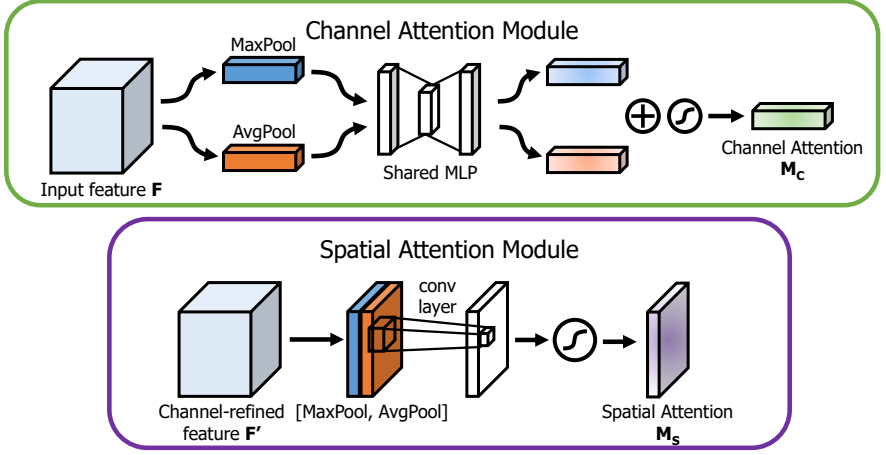 Channel Attention Module
MaxPool
AvgPool
Input feature F
Shared MLP
Channel Attention
Mc
Spatial Attention Module
conv
layer
Channel-refined
feature F'
[MaxPool, AvgPool]
Spatial Attention
Ms